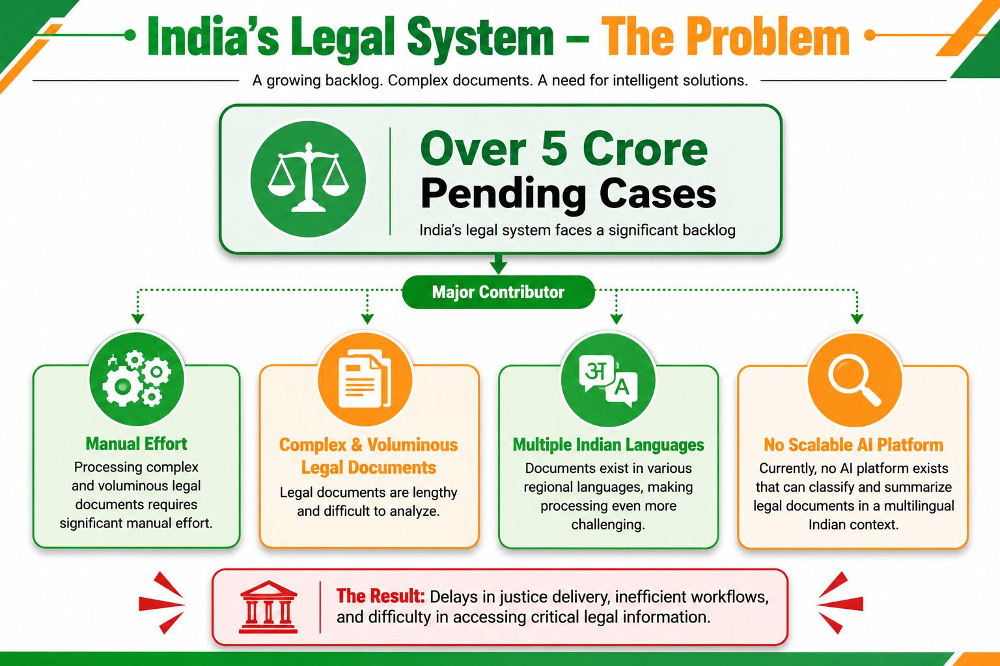 India’s Legal System – The Problem
A growing backlog. Complex documents. A need for intelligent solutions.
Over 5 Crore
Pending Cases
India’s legal system faces a significant backlog
Major Contributor
Manual Effort
Processing complex
and voluminous legal
documents requires
significant manual effort.
Complex & Voluminous
Legal Documents
Legal documents are lengthy
and difficult to analyze.
अ
A
Multiple Indian Languages
Documents exist in various
regional languages, making
processing even more
challenging.
No Scalable AI Platform
Currently, no AI platform exists
that can classify and summarize
legal documents in a multilingual
Indian context.
The Result: Delays in justice delivery, inefficient workflows,
and difficulty in accessing critical legal information.